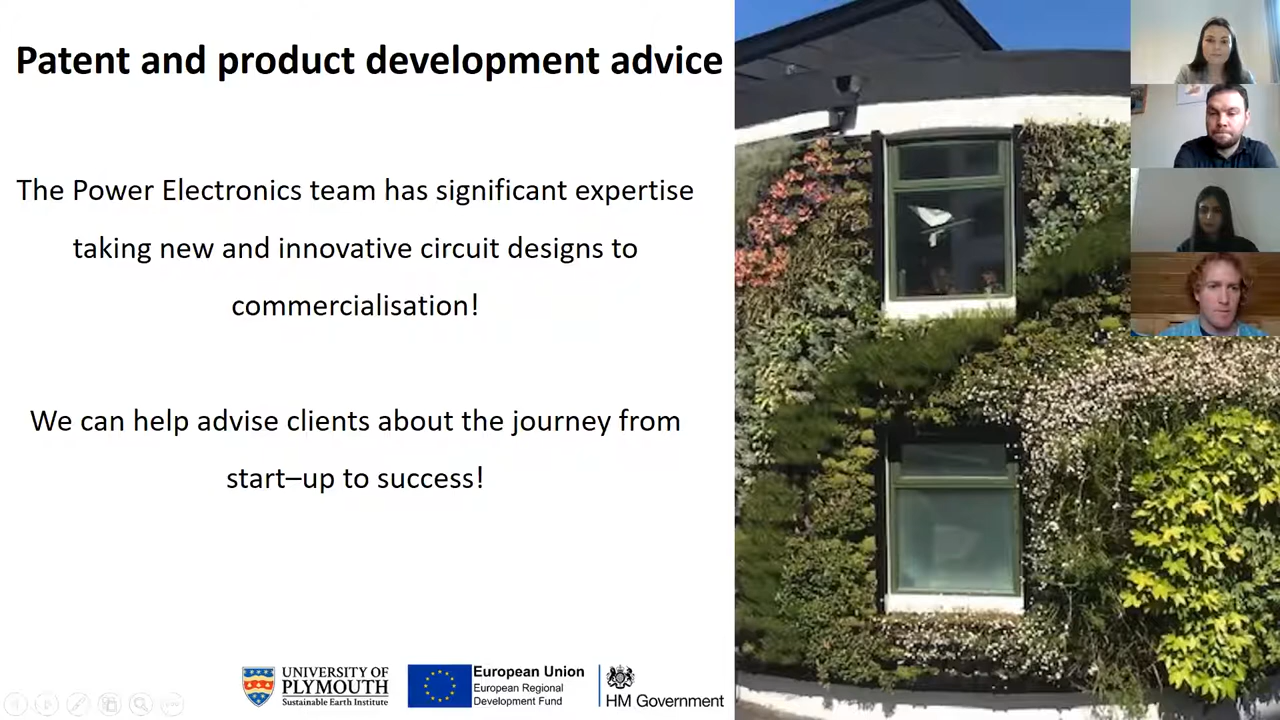 Patent and product development advice
The Power Electronics team has significant expertise
taking new and innovative circuit designs to
commercialisation!
We can help advise clients about the journey from
start–up to success!
UNIVERSITY OF
PLYMOUTH
Sustainable Earth Institute
European Union
European Regional
Development Fund
HM Government